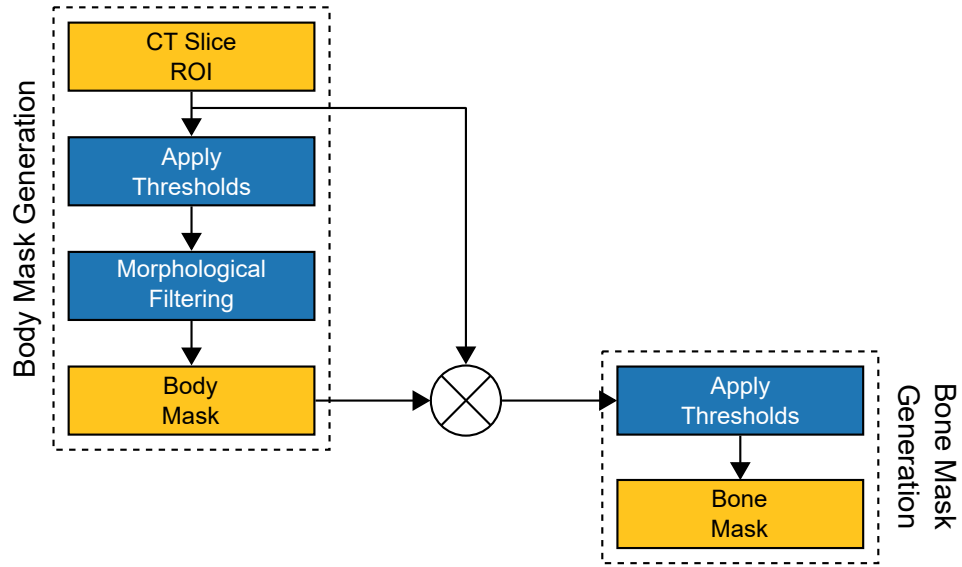 Body Mask Generation
CT Slice
ROI
Apply
Thresholds
Morphological
Filtering
Body
Mask
Apply
Thresholds
Bone
Mask
Bone Mask
Generation